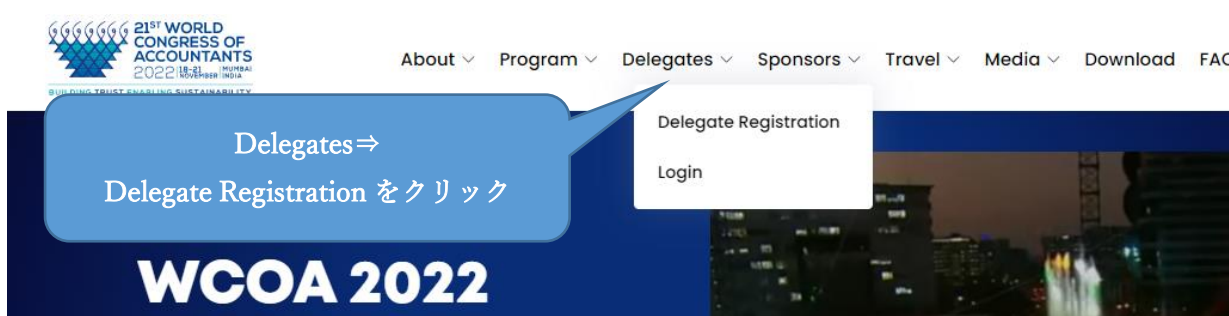 21ST WORLD
CONGRESS OF
ACCOUNTANTS
2022 18-21 NOVEMBER MUMBAI INDIA
BUILDING TRUST ENABLING SUSTAINABILITY
About Program Delegates Sponsors Travel Media Download FAQ
Delegate Registration
Login
Delegates⇒
Delegate Registration をクリック
WCOA 2022